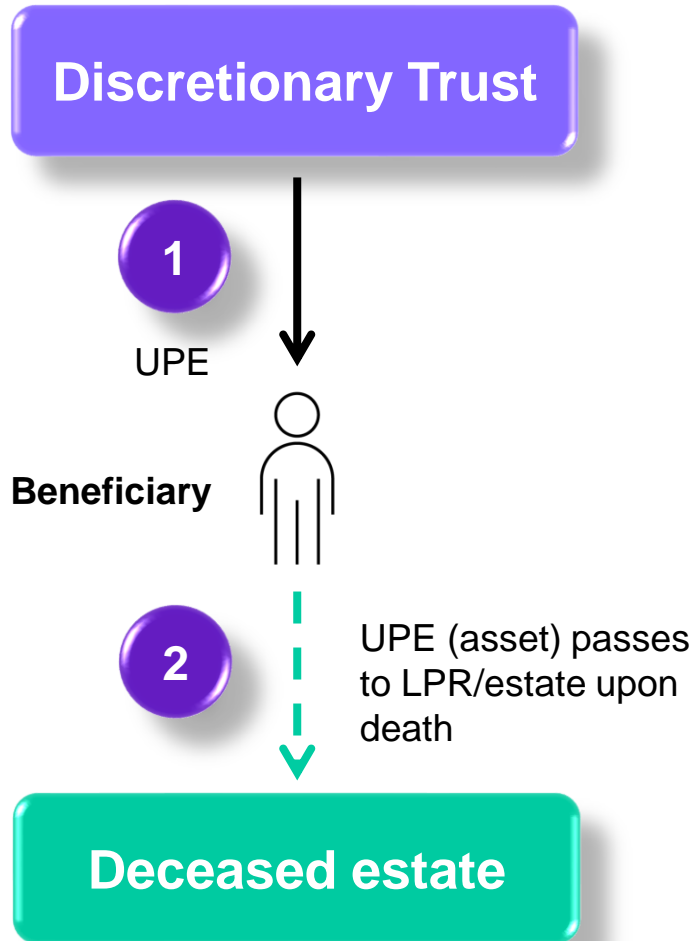 Discretionary Trust
1
UPE
Beneficiary
2
UPE (asset) passes
to LPR/estate upon
death
Deceased estate